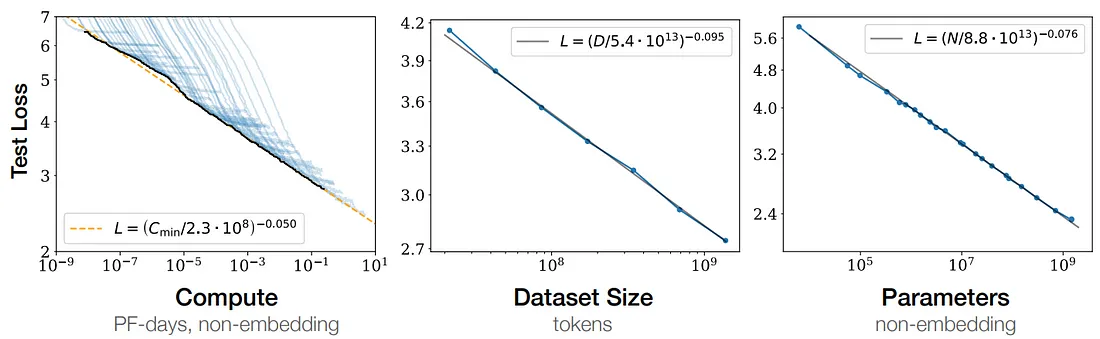 Test Loss
7
6
5
4
3
2
L = (C_min/2.3 · 10^8)^−0.050
10^−9
10^−7
10^−5
10^−3
10^−1
10^1
Compute
PF-days, non-embedding
4.2
3.9
3.6
3.3
3.0
2.7
L = (D/5.4 · 10^13)^−0.095
10^8
10^9
Dataset Size
tokens
5.6
4.8
4.0
3.2
2.4
L = (N/8.8 · 10^13)^−0.076
10^5
10^7
10^9
Parameters
non-embedding